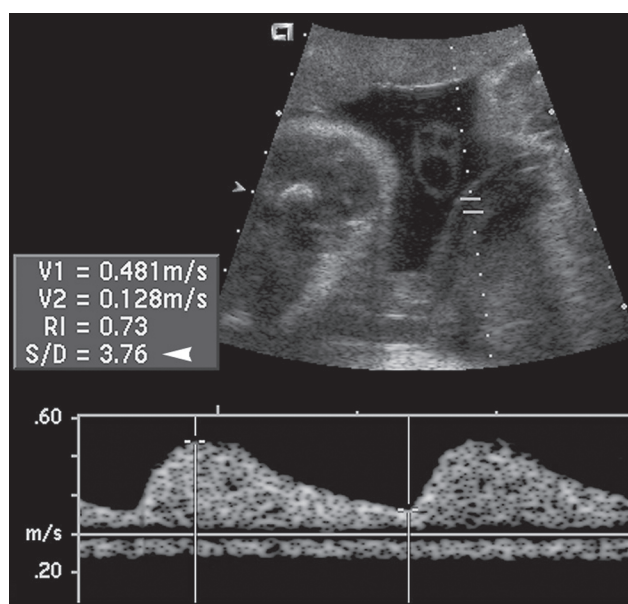 V1 = 0.481m/s
V2 = 0.128m/s
RI = 0.73
S/D = 3.76
.60
m/s
.20